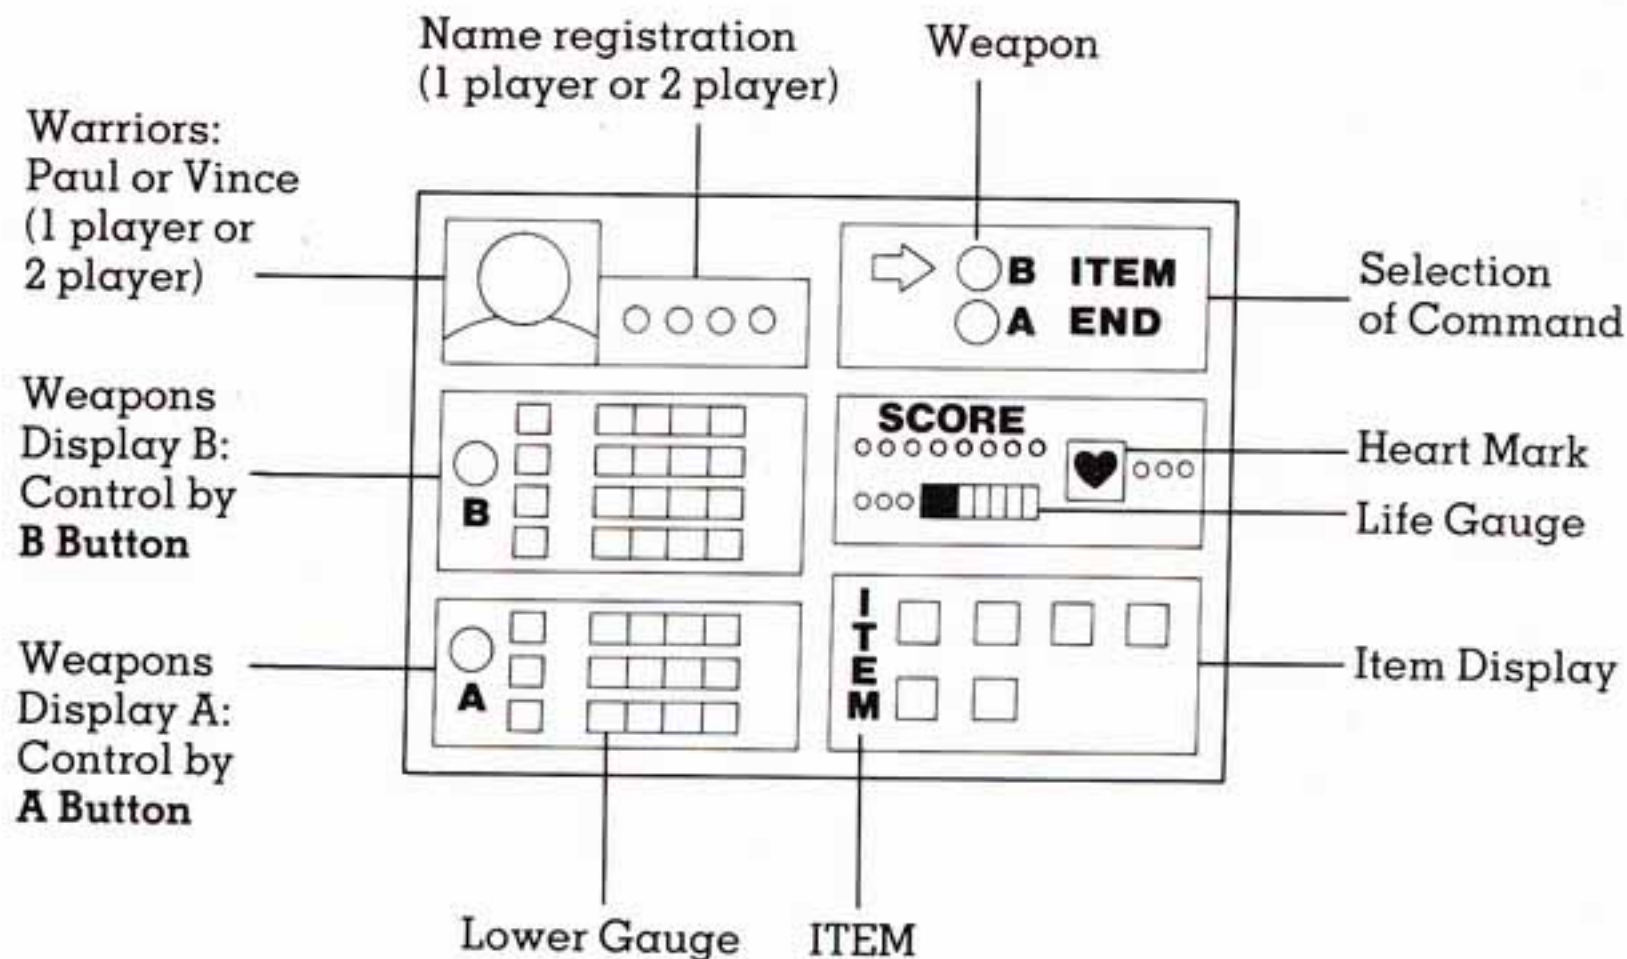 Name registration
(1 player or 2 player)
Weapon
Warriors:
Paul or Vince
(1 player or
2 player)
B ITEM
A END
Selection
of Command
Weapons
Display B:
Control by
B Button
B
SCORE
Heart Mark
Life Gauge
Weapons
Display A:
Control by
A Button
A
ITEM
Item Display
Lower Gauge
ITEM